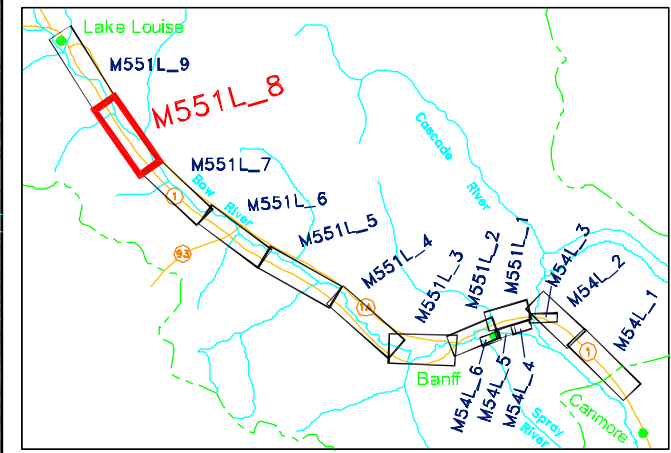 Lake Louise
M551L_9
M551L_8
M551L_7
Bow River
1
M551L_6
93
M551L_5
M551L_4
1A
M551L_3
M551L_2
M551L_1
Cascade
River
M54L_3
M54L_2
M54L_1
1
Banff
M54L_6
M54L_5
M54L_4
Spray
River
Canmore